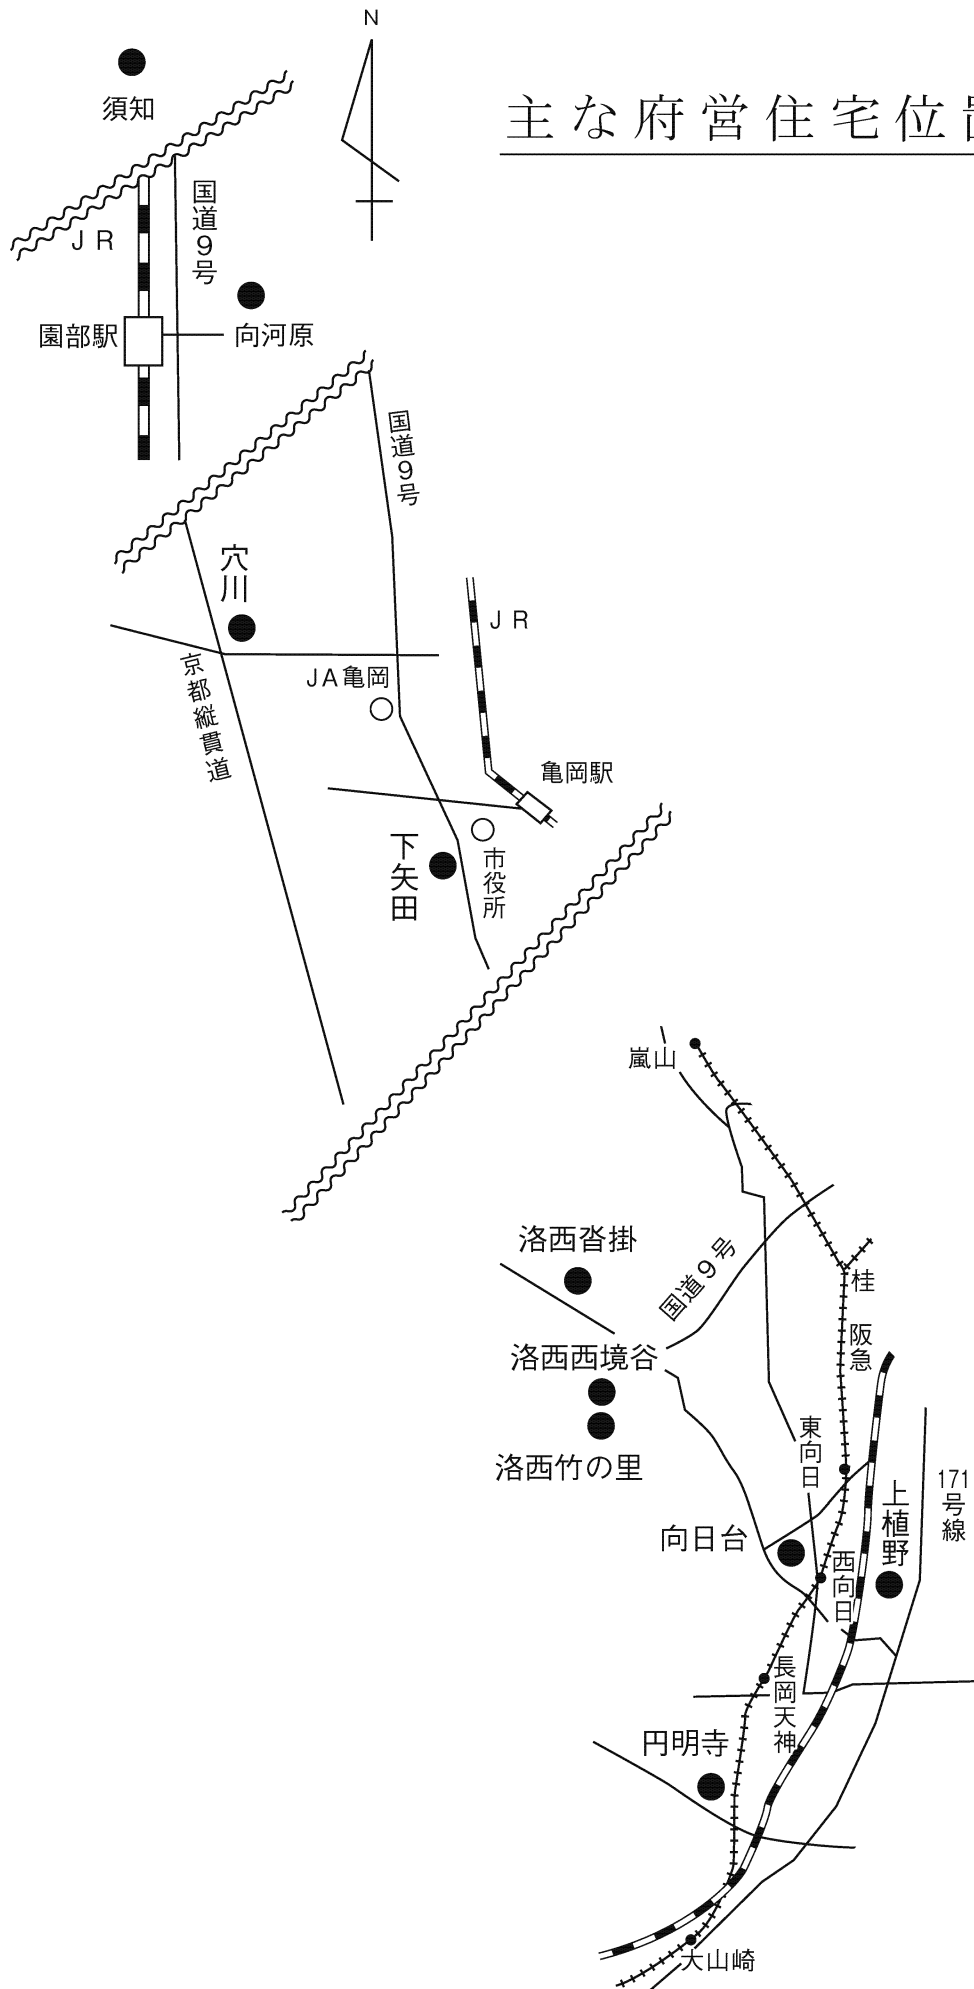 N
主な府営住宅位
須知
国道9号
ＪＲ
園部駅
向河原
国道9号
穴川
ＪＲ
京都縦貫道
JA亀岡
亀岡駅
下矢田
市役所
嵐山
洛西沓掛
国道9号
桂
阪急
洛西西境谷
東向日
洛西竹の里
171号線
上植野
向日台
西向日
長岡天神
円明寺
大山崎